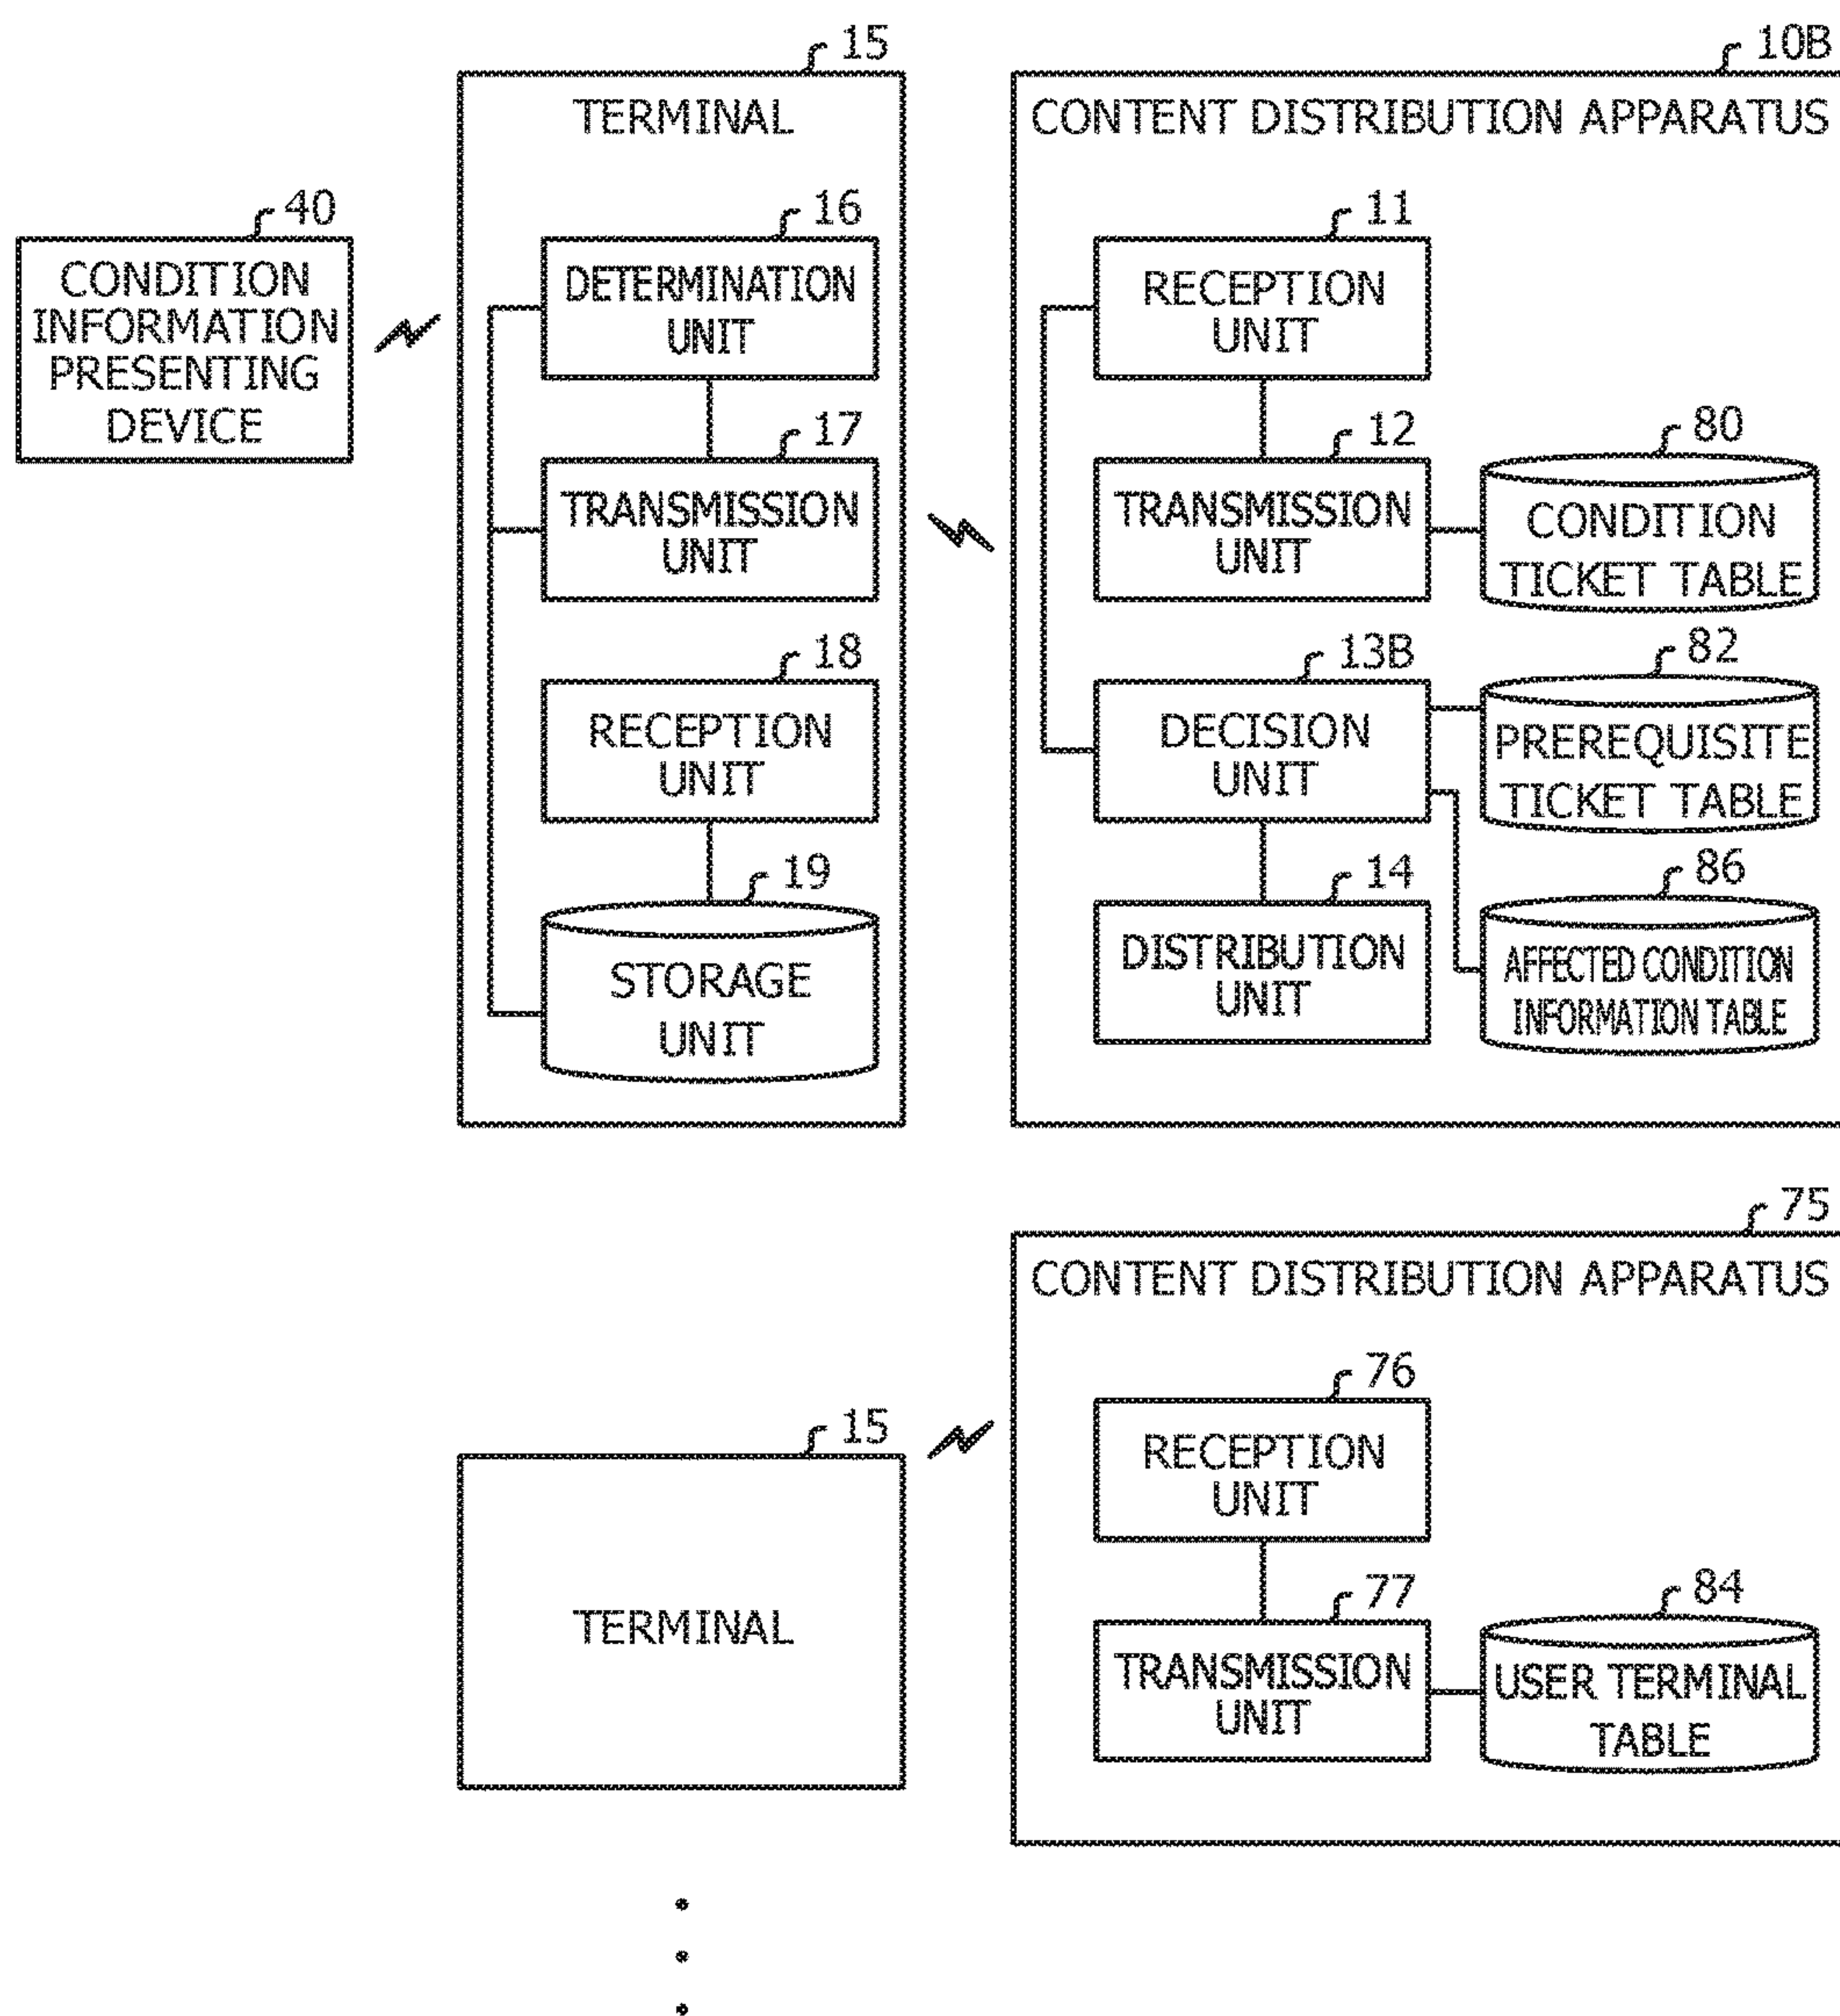 15
TERMINAL
10B
CONTENT DISTRIBUTION APPARATUS
40
CONDITION
INFORMATION
PRESENTING
DEVICE
16
DETERMINATION
UNIT
17
TRANSMISSION
UNIT
18
RECEPTION
UNIT
19
STORAGE
UNIT
11
RECEPTION
UNIT
12
TRANSMISSION
UNIT
80
CONDITION
TICKET TABLE
13B
DECISION
UNIT
82
PREREQUISITE
TICKET TABLE
14
DISTRIBUTION
UNIT
86
AFFECTED CONDITION
INFORMATION TABLE
75
CONTENT DISTRIBUTION APPARATUS
15
TERMINAL
76
RECEPTION
UNIT
77
TRANSMISSION
UNIT
84
USER TERMINAL
TABLE